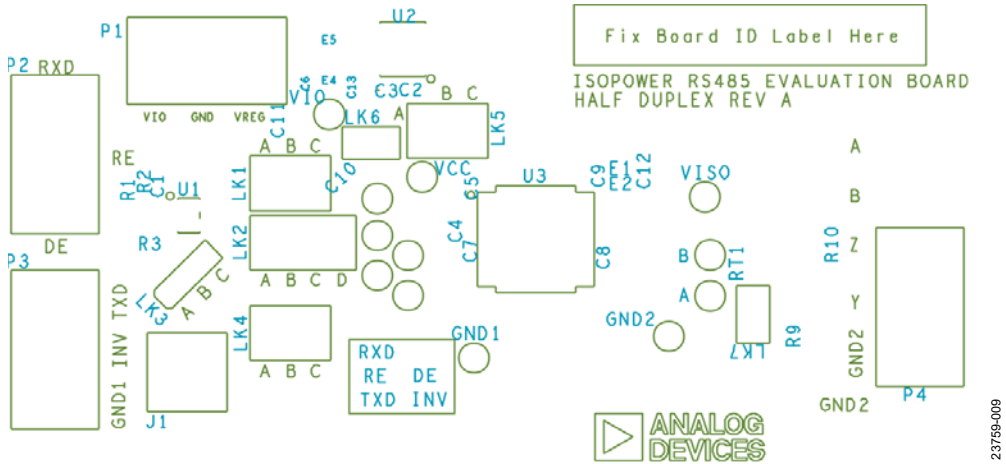 P1
U2
E5
C6
E4
C13
C3
C2
VIO
VIO
GND
VREG
C11
LK6
A
B
C
LK5
Fix Board ID Label Here
ISOPOWER RS485 EVALUATION BOARD
HALF DUPLEX REV A
P2
RXD
RE
DE
R1
R2
C1
U1
R3
LK1
A
B
C
C10
VCC
LK2
A
B
C
D
C5
U3
C4
C7
C9
E1
E2
C12
C8
VISO
B
A
RT1
GND2
LK7
R9
R10
A
B
Z
Y
GND2
GND2
P4
P3
GND1 INV TXD
LK3
A
B
C
J1
LK4
A
B
C
GND1
RXD
RE DE
TXD INV
ANALOG
DEVICES
23759-009